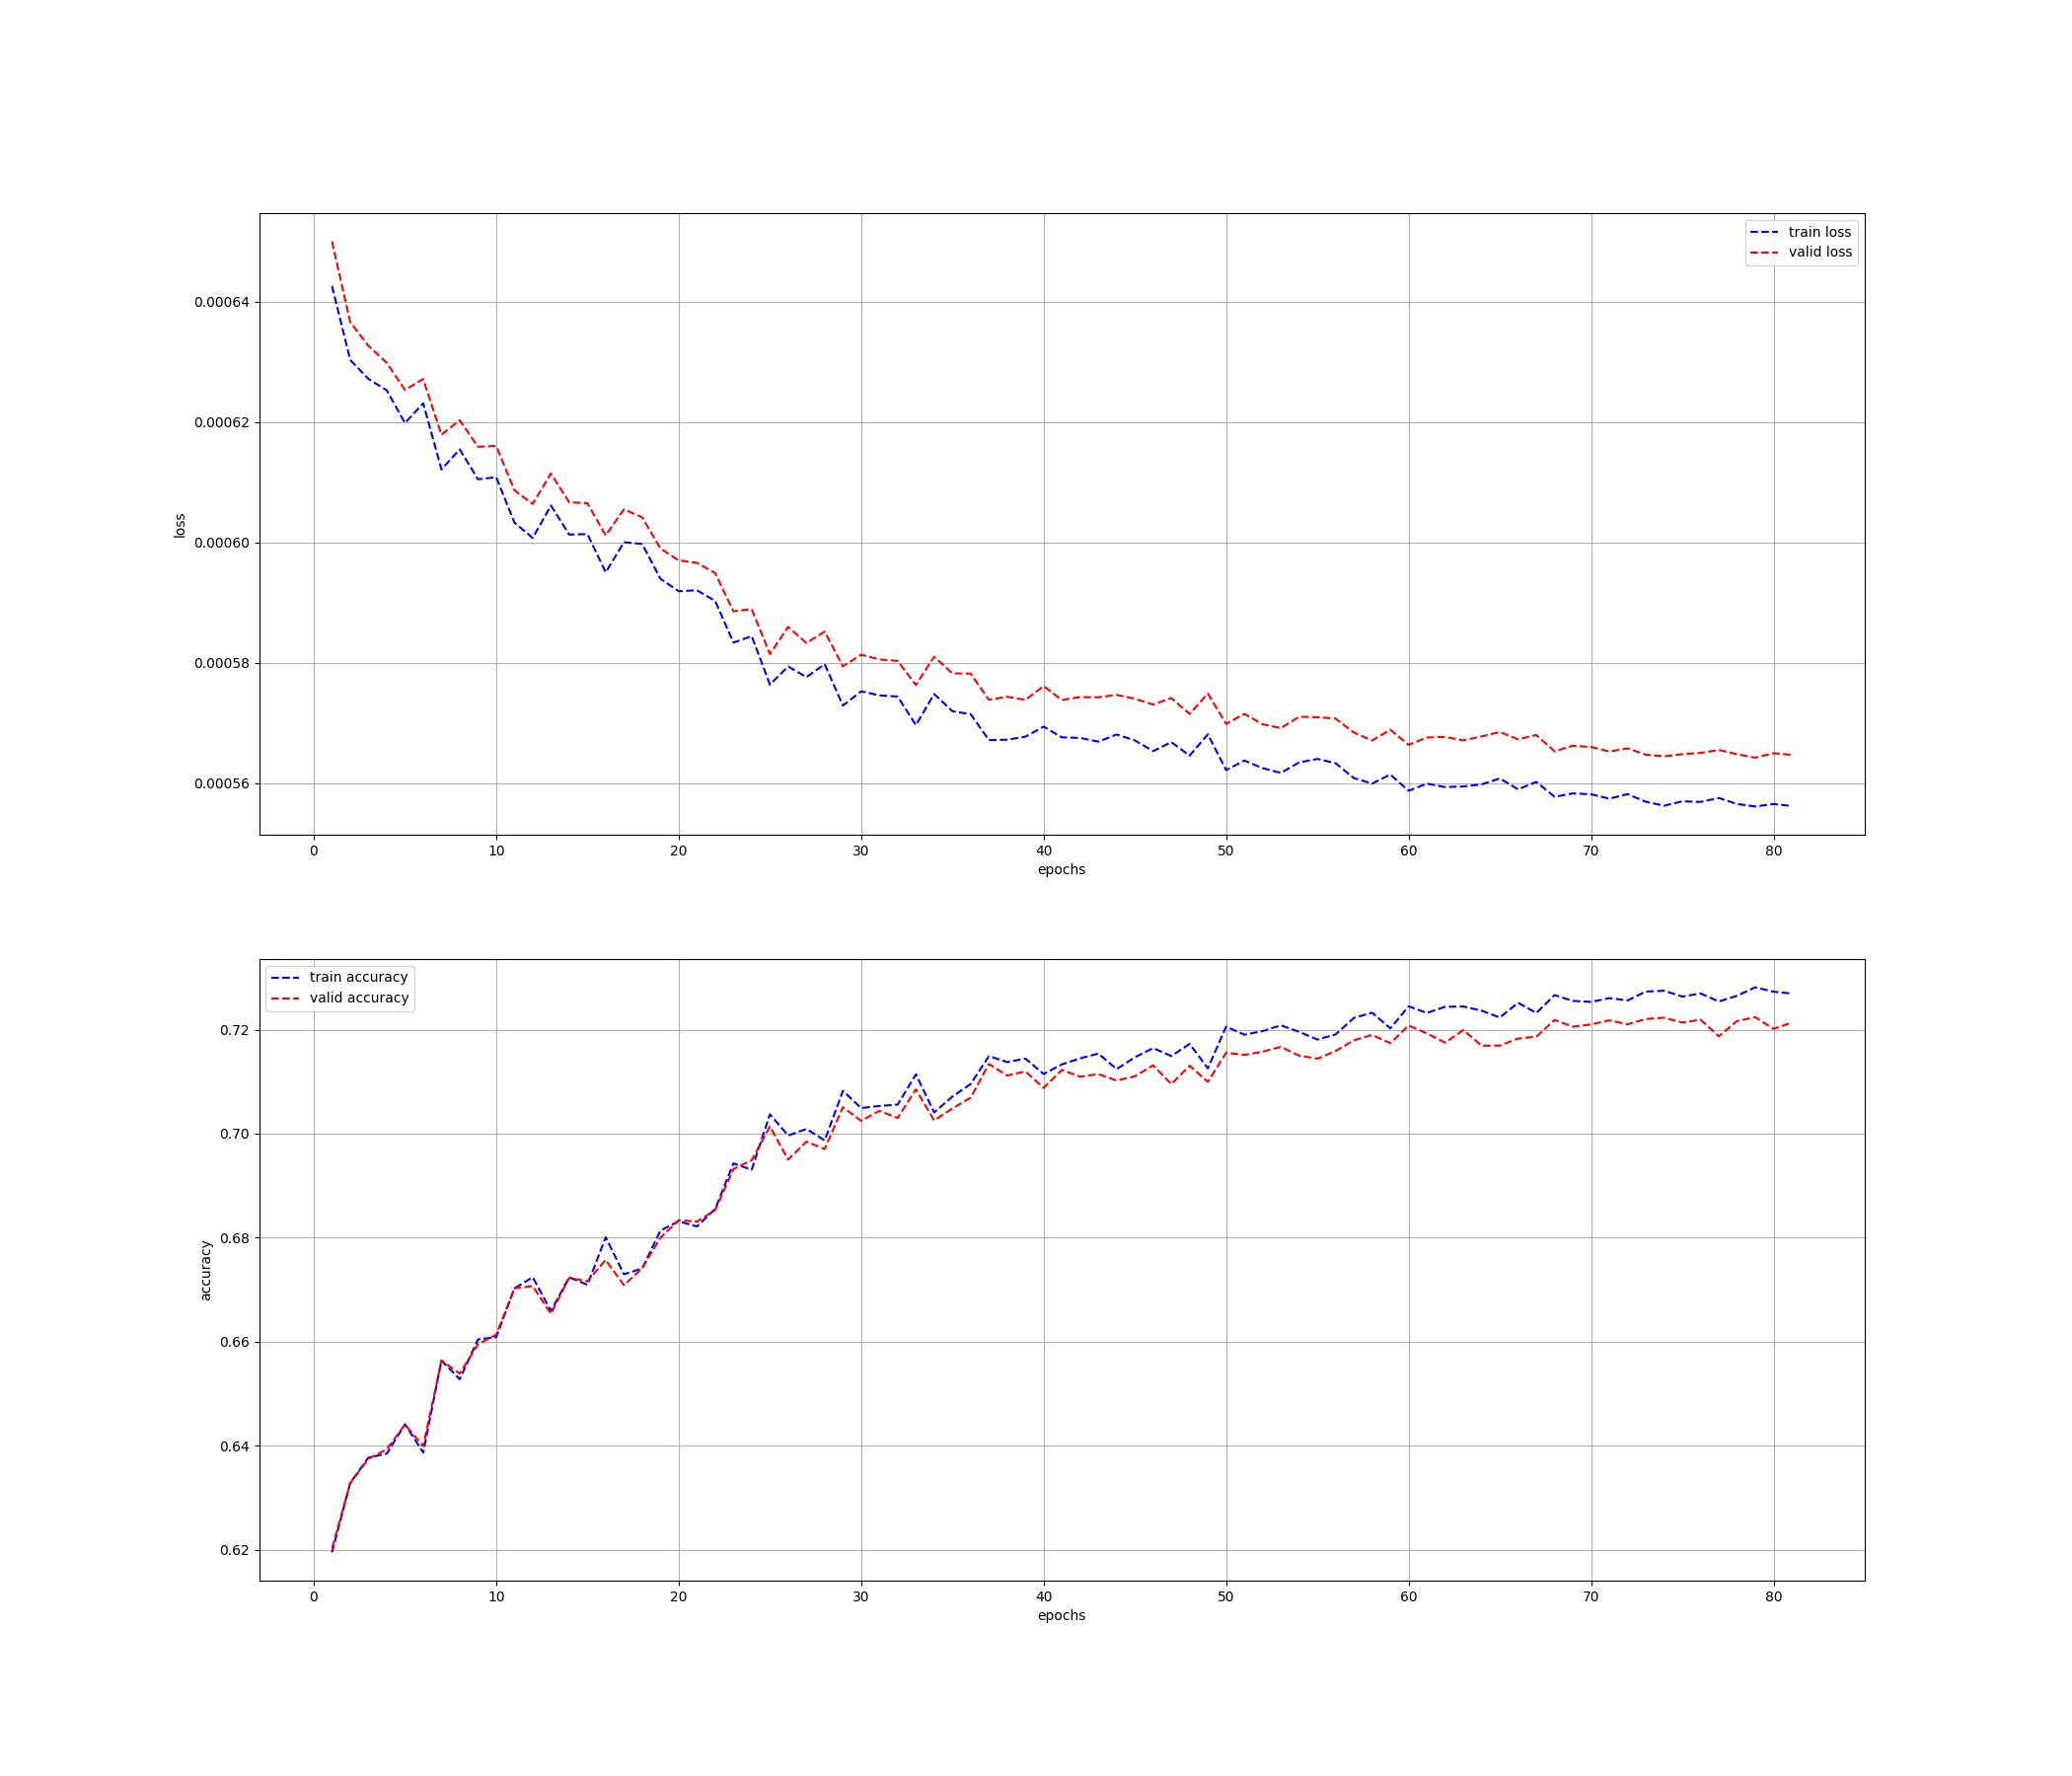 train loss
valid loss
0.00064
0.00062
0.00060
0.00058
0.00056
loss
0 10 20 30 40 50 60 70 80
epochs
train accuracy
valid accuracy
0.72
0.70
0.68
0.66
0.64
0.62
accuracy
0 10 20 30 40 50 60 70 80
epochs